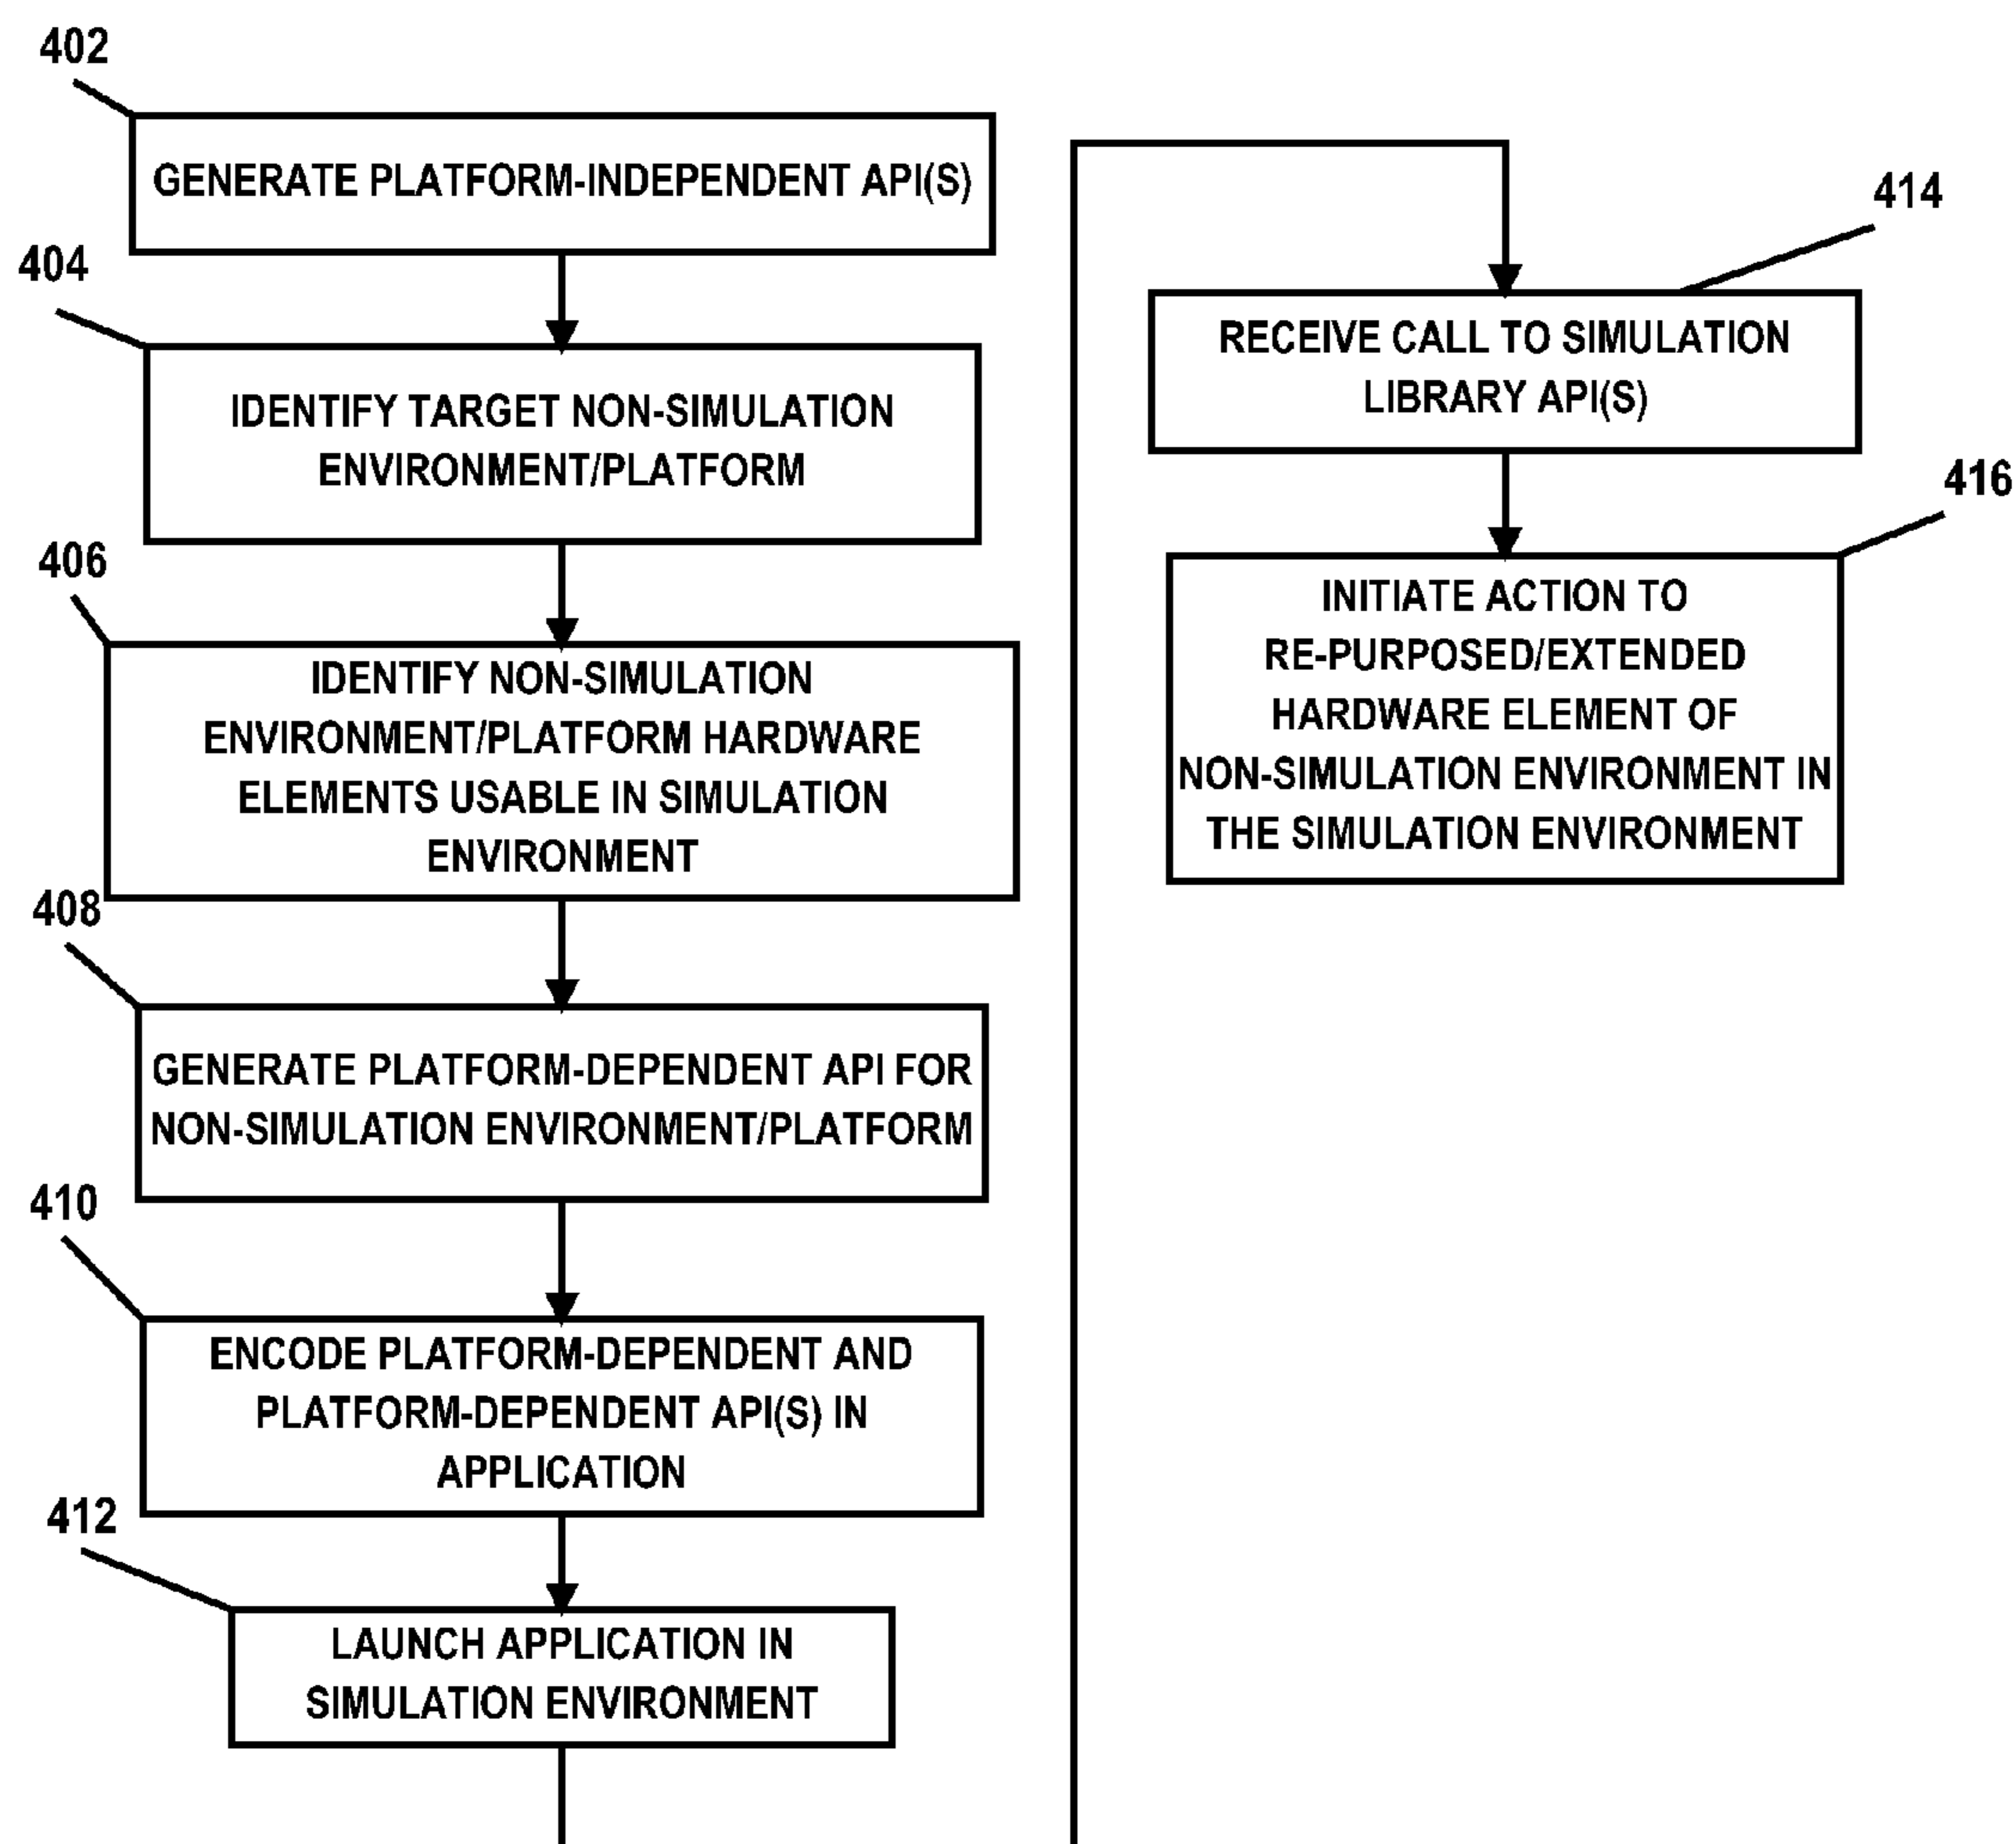 402
GENERATE PLATFORM-INDEPENDENT API(S)
404
IDENTIFY TARGET NON-SIMULATION
ENVIRONMENT/PLATFORM
406
IDENTIFY NON-SIMULATION
ENVIRONMENT/PLATFORM HARDWARE
ELEMENTS USABLE IN SIMULATION
ENVIRONMENT
408
GENERATE PLATFORM-DEPENDENT API FOR
NON-SIMULATION ENVIRONMENT/PLATFORM
410
ENCODE PLATFORM-DEPENDENT AND
PLATFORM-DEPENDENT API(S) IN
APPLICATION
412
LAUNCH APPLICATION IN
SIMULATION ENVIRONMENT
414
RECEIVE CALL TO SIMULATION
LIBRARY API(S)
416
INITIATE ACTION TO
RE-PURPOSED/EXTENDED
HARDWARE ELEMENT OF
NON-SIMULATION ENVIRONMENT IN
THE SIMULATION ENVIRONMENT